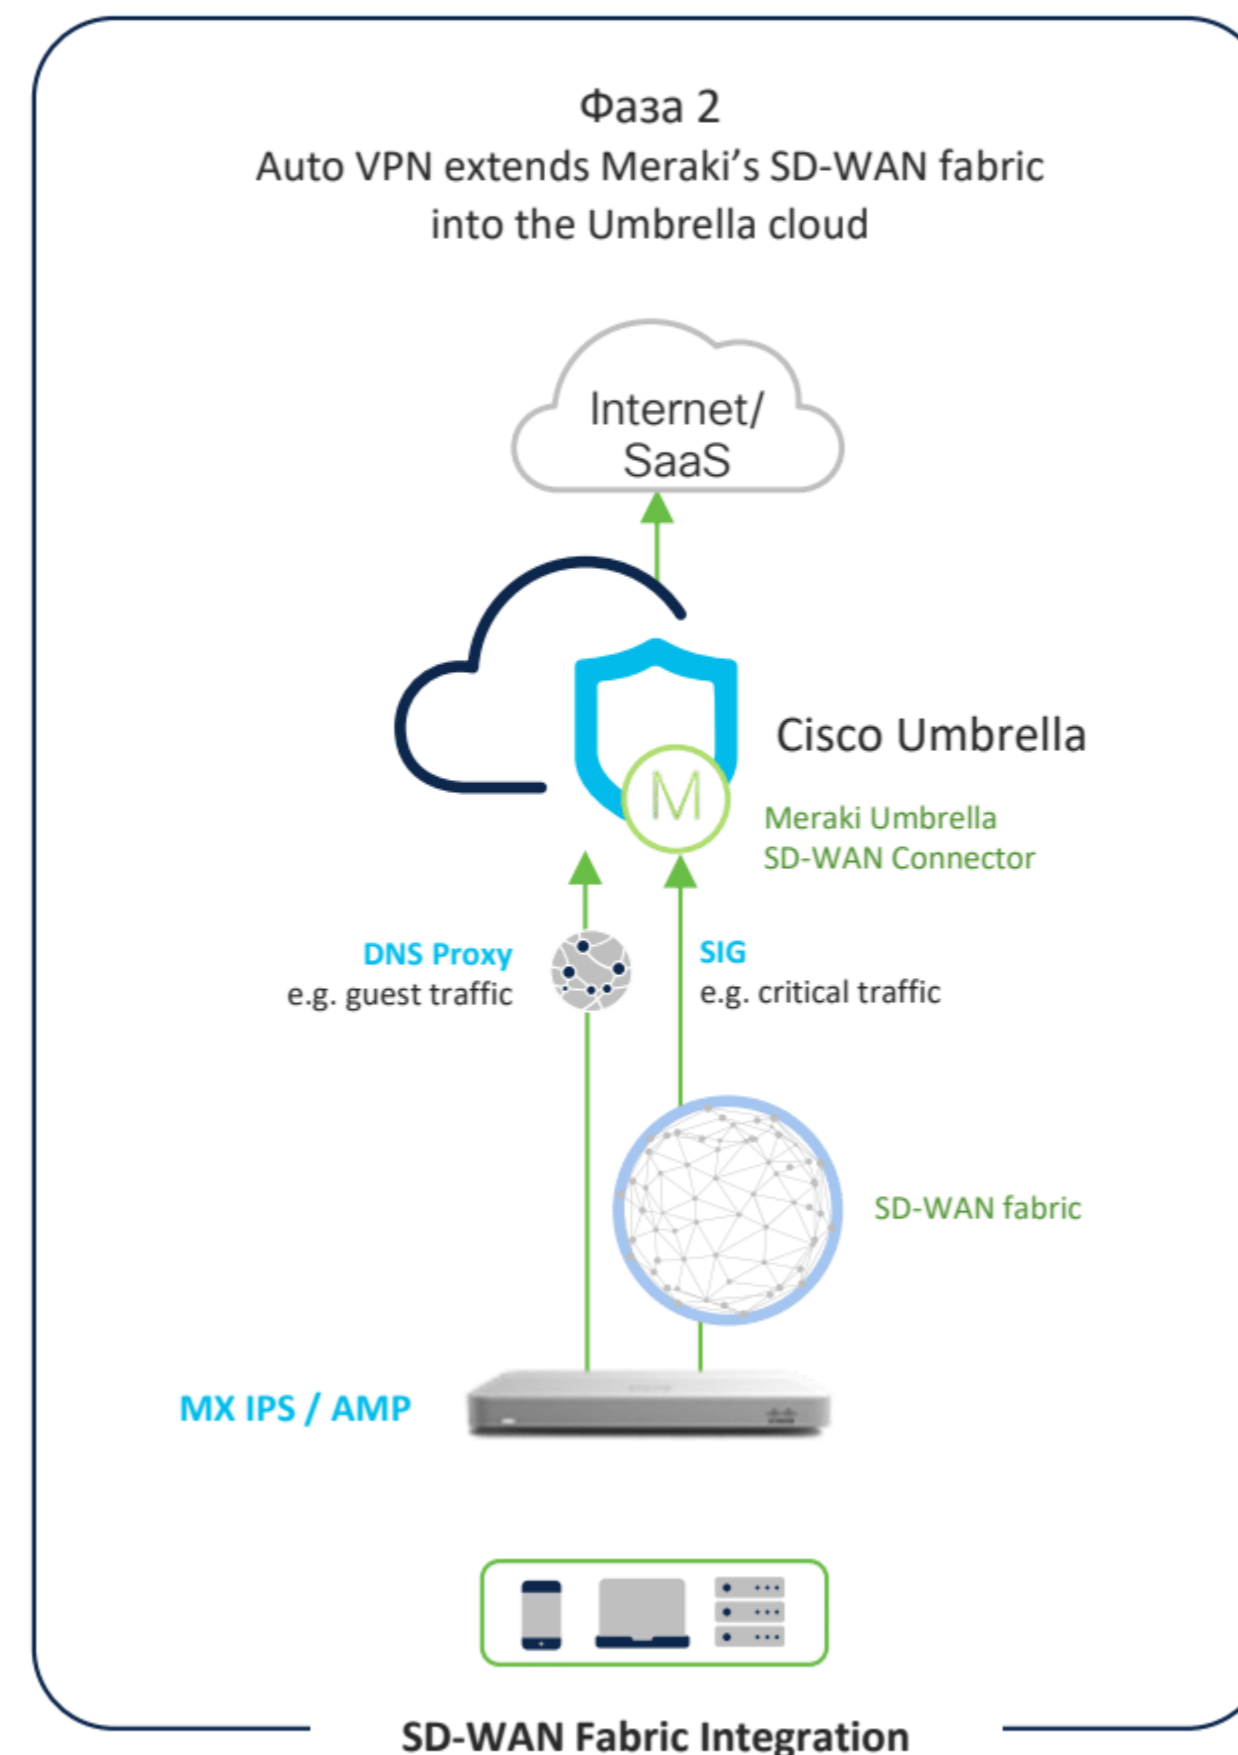 Фаза 2
Auto VPN extends Meraki's SD-WAN fabric
into the Umbrella cloud
Internet/
SaaS
Cisco Umbrella
M
Meraki Umbrella
SD-WAN Connector
DNS Proxy
e.g. guest traffic
SIG
e.g. critical traffic
SD-WAN fabric
MX IPS / AMP
SD-WAN Fabric Integration